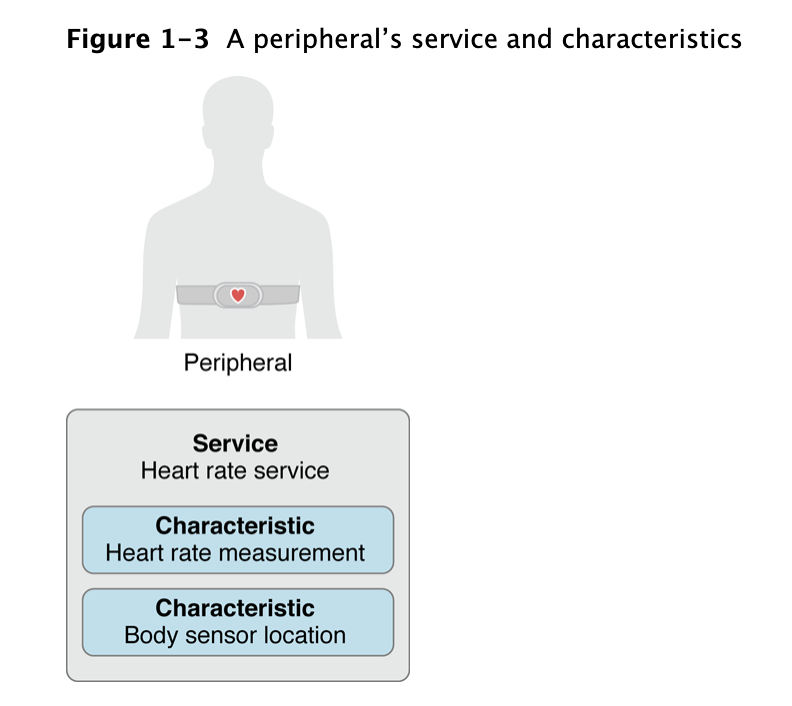 Figure 1–3 A peripheral’s service and characteristics
Peripheral
Service
Heart rate service
Characteristic
Heart rate measurement
Characteristic
Body sensor location